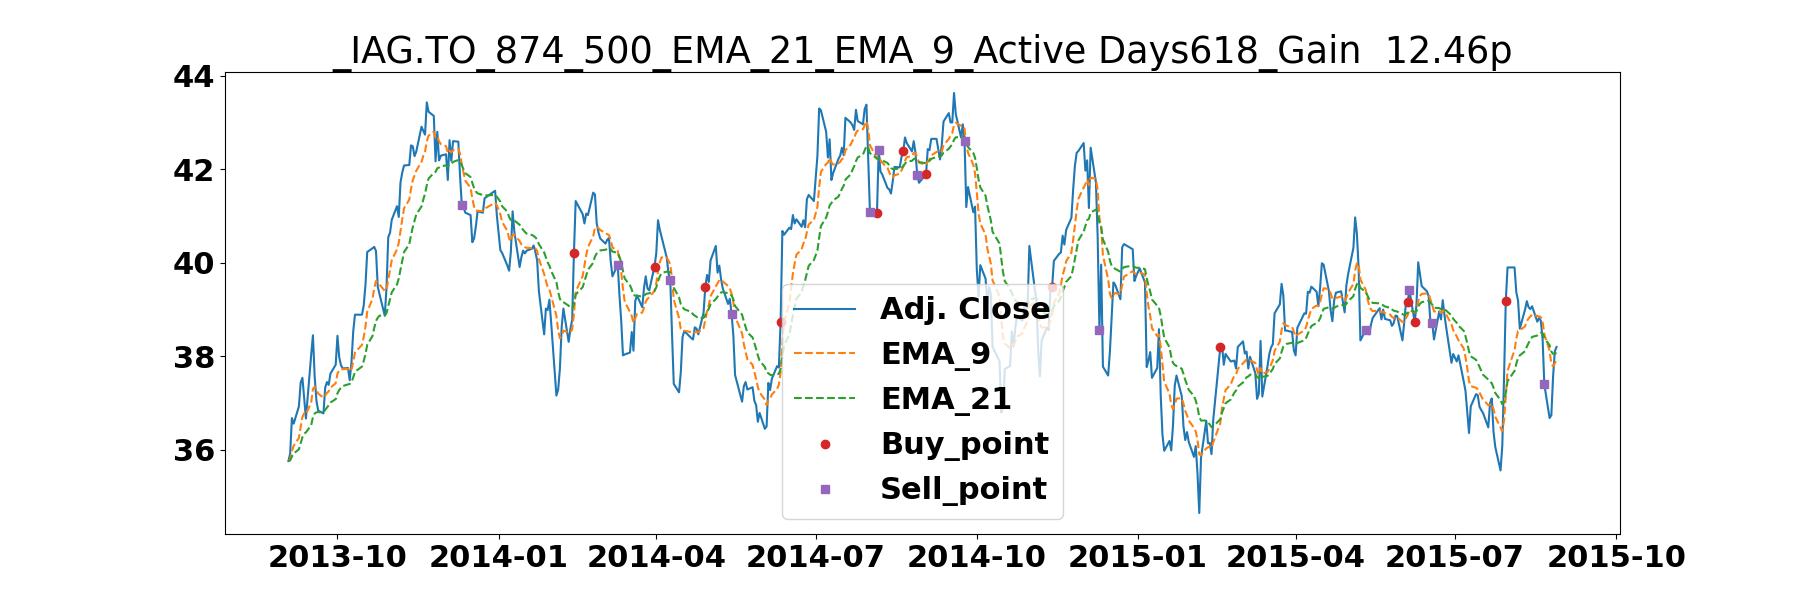 _IAG.TO_874_500_EMA_21_EMA_9_Active Days618_Gain  12.46p
44
42
40
38
36
Adj. Close
EMA_9
EMA_21
Buy_point
Sell_point
2013-10 2014-01 2014-04 2014-07 2014-10 2015-01 2015-04 2015-07 2015-10